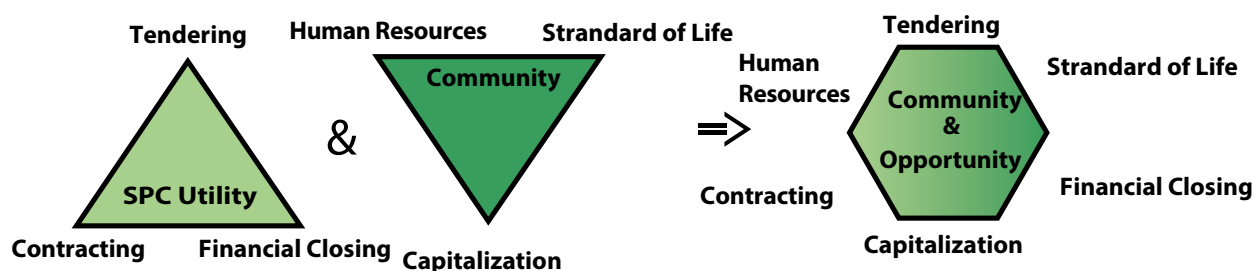 Tendering
SPC Utility
Contracting
Financial Closing
&
Human Resources
Strandard of Life
Community
Capitalization
Tendering
Human
Resources
Strandard of Life
Community
&
Opportunity
Contracting
Financial Closing
Capitalization